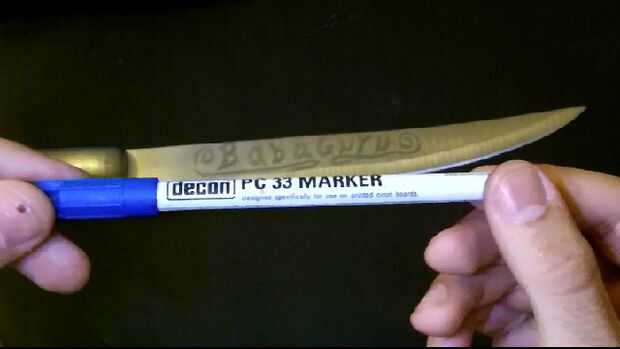 BabaGuru
decon PC 33 MARKER
Designed specifically for use on printed circuit boards.